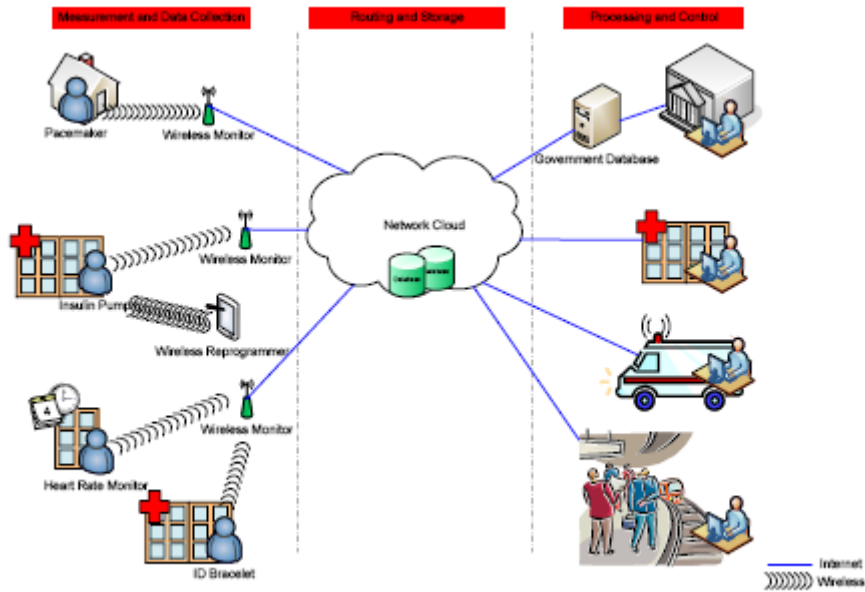 Measurement and Data Collection
Routing and Storage
Processing and Control
Pacemaker
Wireless Monitor
Government Database
Network Cloud
Wireless Monitor
Insulin Pump
Wireless Reprogrammer
Wireless Monitor
Heart Rate Monitor
4
ID Bracelet
Internet
Wireless